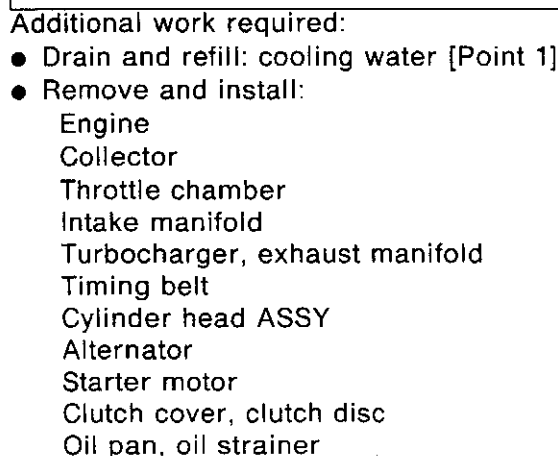 Additional work required:
● Drain and refill: cooling water [Point 1]
● Remove and install:
Engine
Collector
Throttle chamber
Intake manifold
Turbocharger, exhaust manifold
Timing belt
Cylinder head ASSY
Alternator
Starter motor
Clutch cover, clutch disc
Oil pan, oil strainer